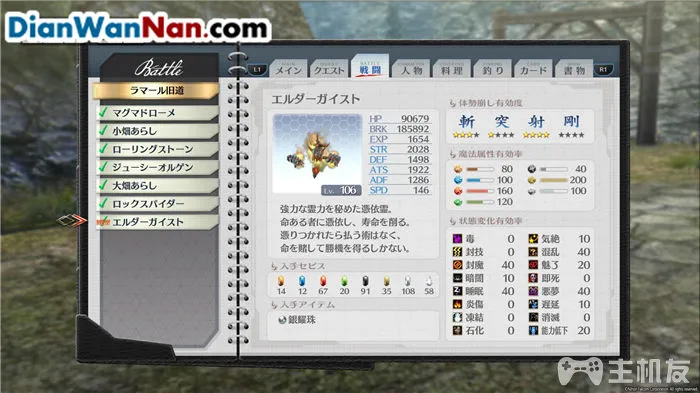 DianWanNan.com
Battle
L1
メイン
クエスト
BATTLE
戦闘
人物
料理
釣り
カード
書物
R1
ラマール旧道
マグマドローメ
小畑あらし
ローリングストーン
ジューシーオルゲン
大畑あらし
ロックスパイダー
エルダーガイスト
エルダーガイスト
HP 90679
BRK 185892
EXP 1654
STR 2028
DEF 1498
ATS 1922
ADF 1286
SPD 146
Lv. 106
強力な霊力を秘めた憑依霊。
命ある者に憑依し、寿命を削る。
憑りつかれたら払う術はなく、
命を賭して勝機を得るしかない。
入手セピス
14 12 67 20 91 35 108 58
入手アイテム
銀耀珠
体勢崩し有効度
斬 突 射 剛
魔法属性有効率
80 40
100 200
160 100
120
状態変化有効率
毒 0 気絶 10
封技 0 混乱 40
封魔 40 魅了 20
暗闇 10 即死 0
睡眠 40 悪夢 40
炎傷 0 遅延 10
凍結 0 消滅 0
石化 0 能力低下 20
主机友